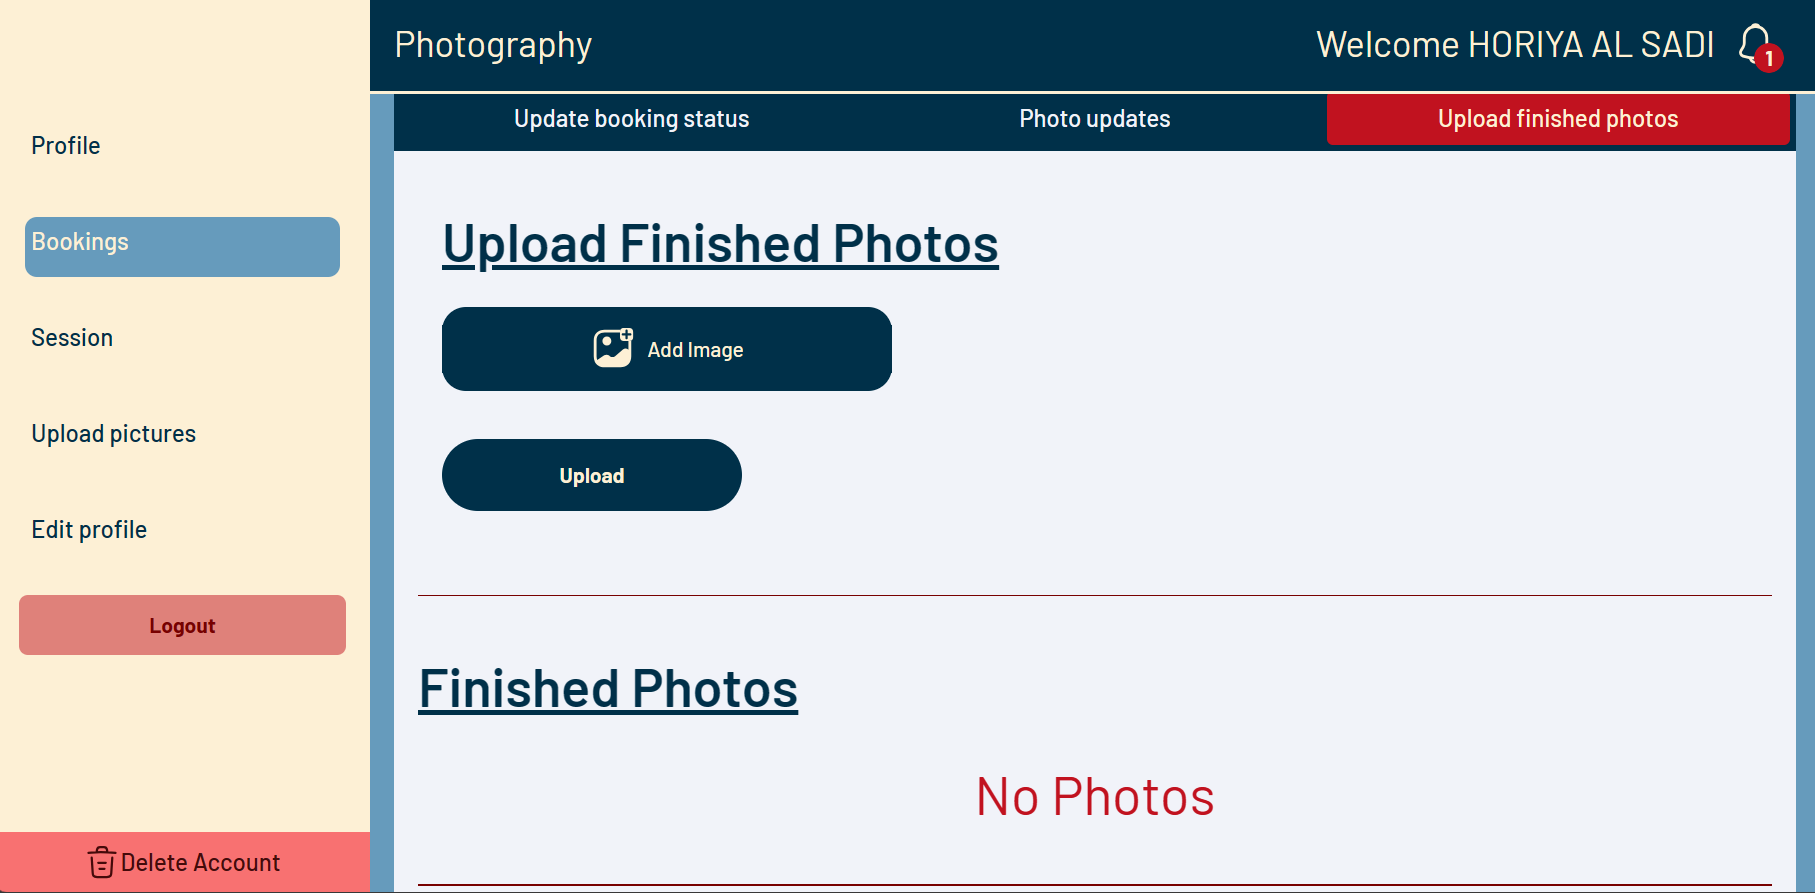 Photography
Welcome HORIYA AL SADI
1
Profile
Bookings
Session
Upload pictures
Edit profile
Logout
Delete Account
Update booking status
Photo updates
Upload finished photos
Upload Finished Photos
Add Image
Upload
Finished Photos
No Photos